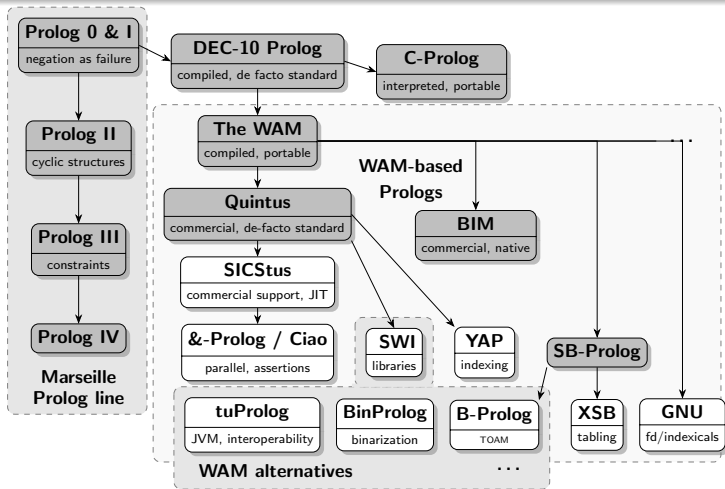 Prolog 0 & I
negation as failure
DEC-10 Prolog
compiled, de facto standard
C-Prolog
interpreted, portable
Prolog II
cyclic structures
The WAM
compiled, portable
...
WAM-based
Prologs
Quintus
commercial, de-facto standard
BIM
commercial, native
Prolog III
constraints
SICStus
commercial support, JIT
Prolog IV
&-Prolog / Ciao
parallel, assertions
SWI
libraries
YAP
indexing
SB-Prolog
Marseille
Prolog line
tuProlog
JVM, interoperability
BinProlog
binarization
B-Prolog
TOAM
XSB
tabling
GNU
fd/indexicals
WAM alternatives
...